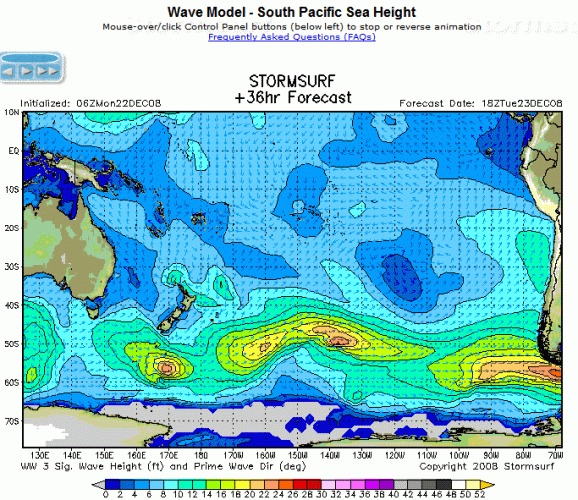 Wave Model - South Pacific Sea Height
Mouse-over/click Control Panel buttons (below left) to stop or reverse animation
Frequently Asked Questions (FAQs)
STORMSURF
+36hr Forecast
Initialized: 06ZMon22DEC08 Forecast Date: 18ZTue23DEC08
10N
EQ
10S
20S
30S
40S
50S
60S
70S
130E 140E 150E 160E 170E 180 170W 160W 150W 140W 130W 120W 110W 100W 90W 80W 70W
WW 3 Sig. Wave Height (ft) and Prime Wave Dir (deg) Copyright 2008 Stormsurf
0 2 4 6 8 10 12 14 16 18 20 22 24 26 28 30 32 34 36 38 40 42 44 46 48 50 52